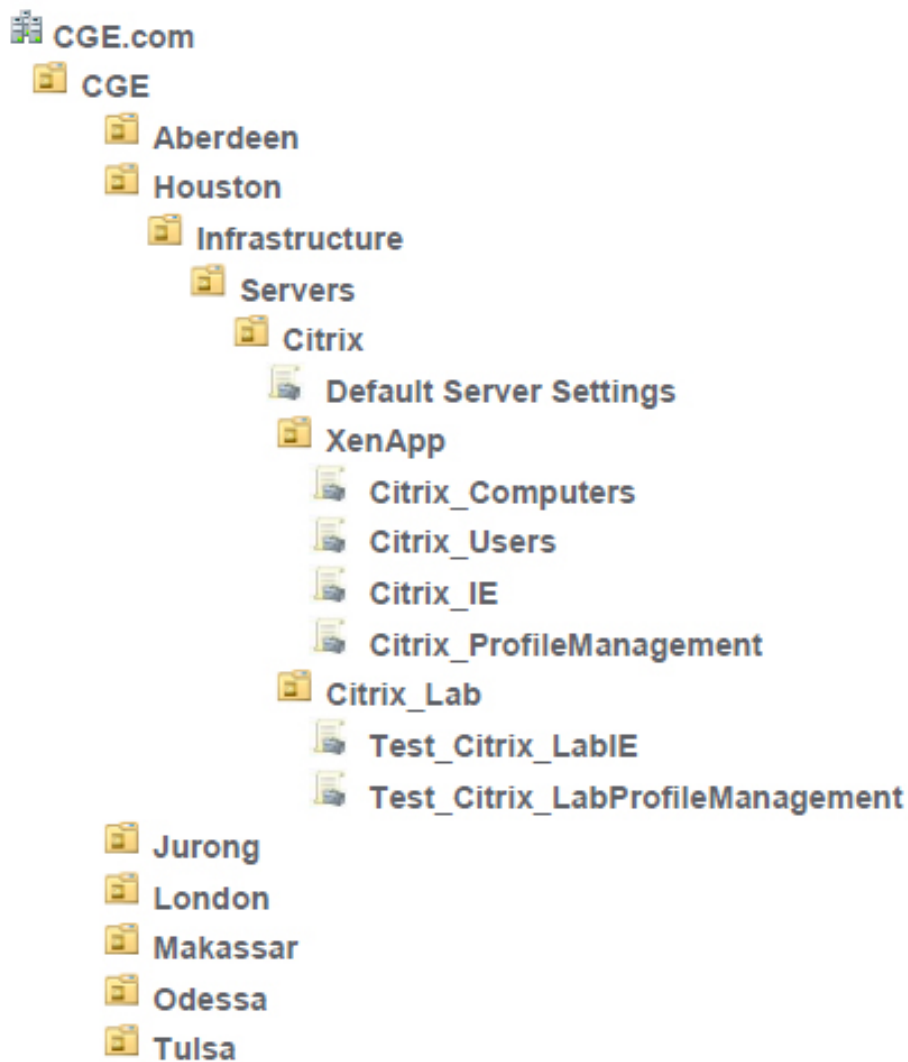 CGE.com
CGE
Aberdeen
Houston
Infrastructure
Servers
Citrix
Default Server Settings
XenApp
Citrix_Computers
Citrix_Users
Citrix_IE
Citrix_ProfileManagement
Citrix_Lab
Test_Citrix_LabIE
Test_Citrix_LabProfileManagement
Jurong
London
Makassar
Odessa
Tulsa